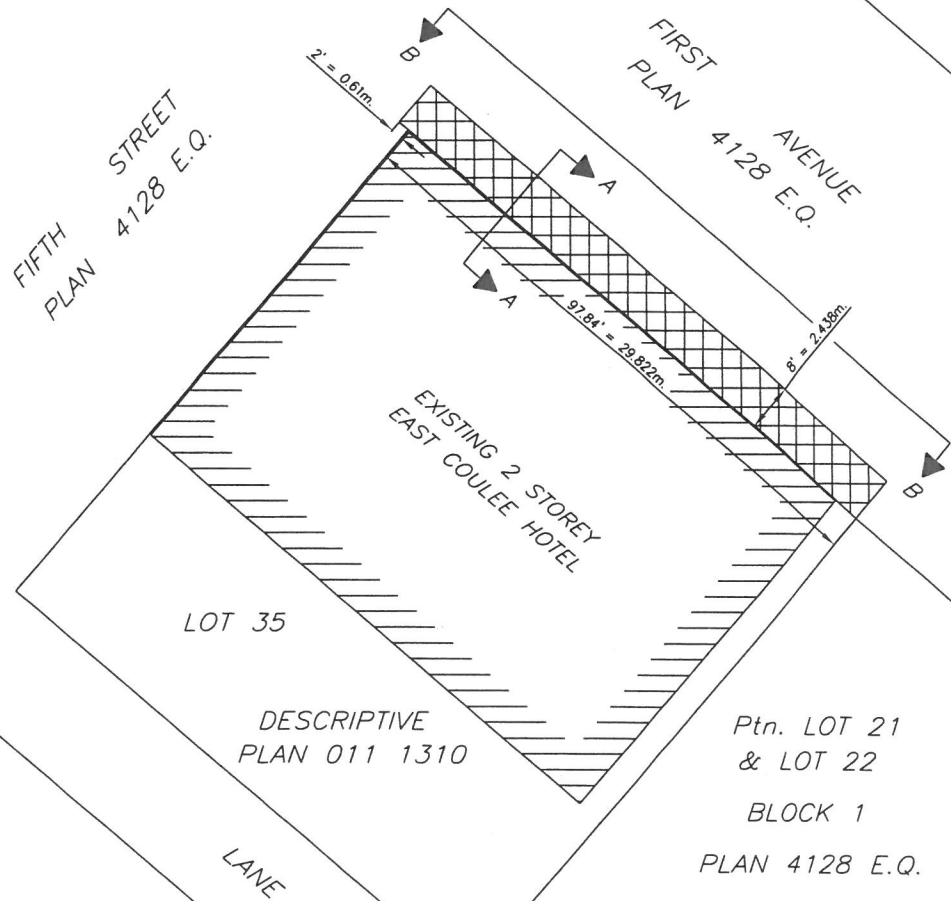 FIRST
PLAN 4128 E.Q.
AVENUE
B
2' = 0.61m.
FIFTH STREET
PLAN 4128 E.Q.
A
A
97.84' = 29.822m.
8' = 2.438m.
B
EXISTING 2 STOREY
EAST COULEE HOTEL
LOT 35
DESCRIPTIVE
PLAN 011 1310
Ptn. LOT 21
& LOT 22
BLOCK 1
PLAN 4128 E.Q.
LANE